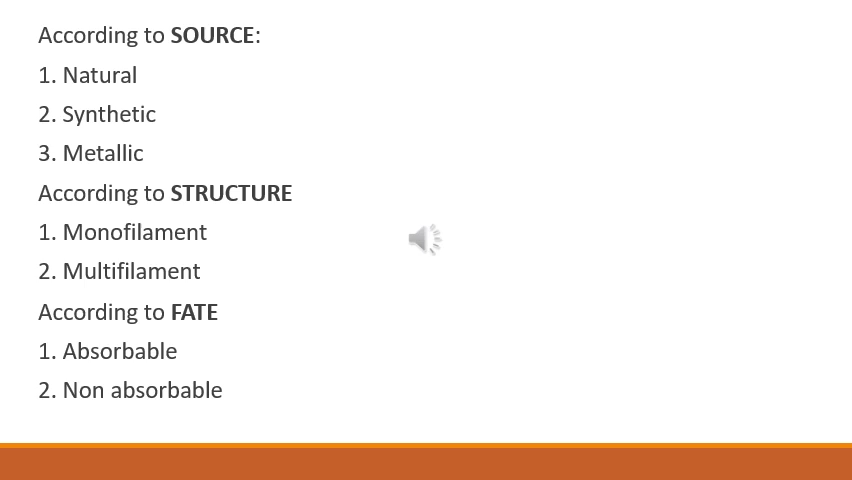 According to SOURCE:
1. Natural
2. Synthetic
3. Metallic
According to STRUCTURE
1. Monofilament
2. Multifilament
According to FATE
1. Absorbable
2. Non absorbable